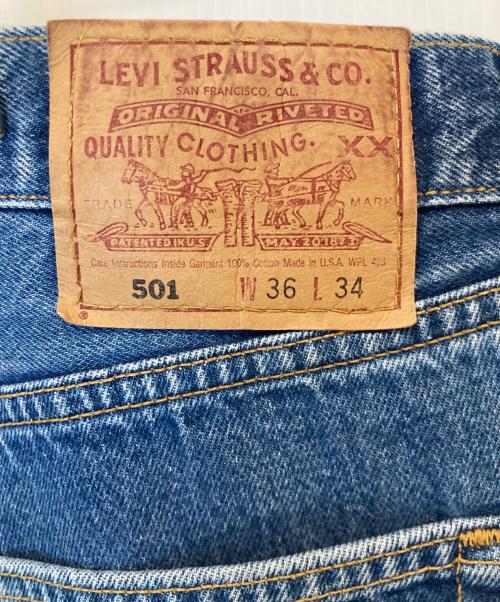 LEVI STRAUSS & CO.
SAN FRANCISCO, CAL.
ORIGINAL RIVETED
QUALITY CLOTHING. XX
TRADE MARK
PATENTED IN U.S. MAY 20 1873
Care Instructions Inside Garment 100% Cotton Made in U.S.A. WPL 423
501 W 36 L 34
®